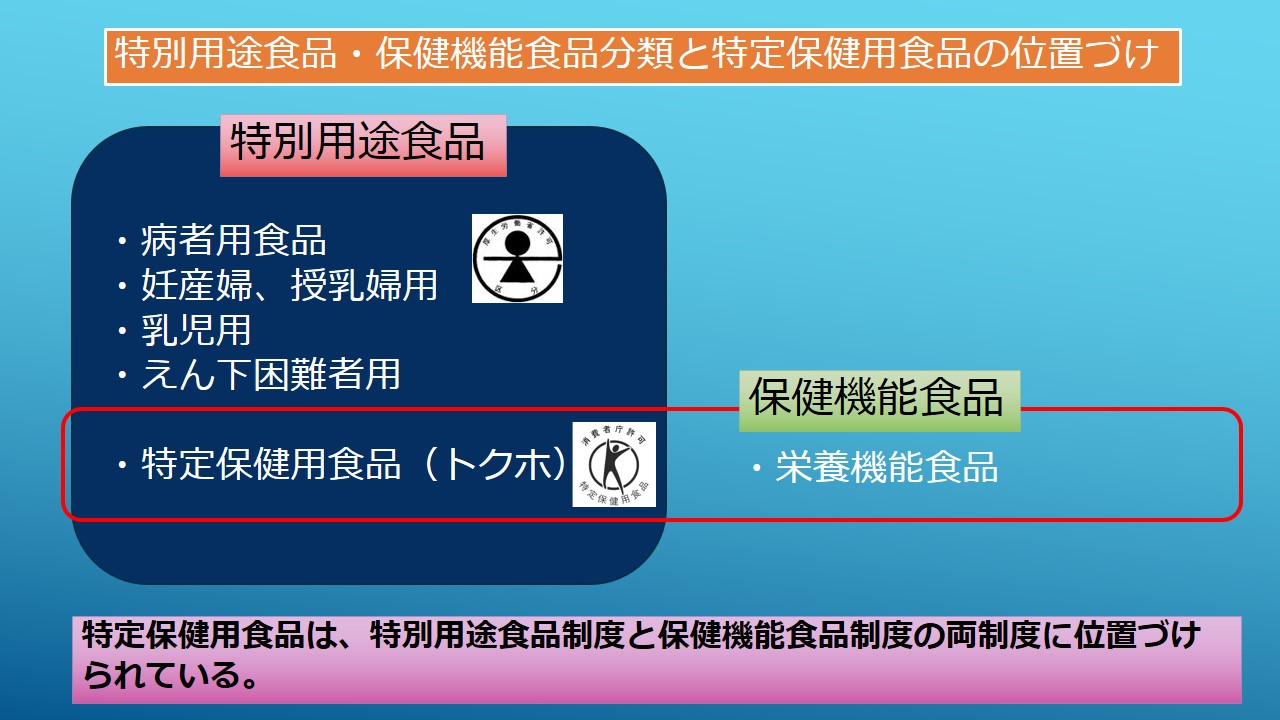 特別用途食品・保健機能食品分類と特定保健用食品の位置づけ
特別用途食品
・病者用食品
・妊産婦、授乳婦用
・乳児用
・えん下困難者用
厚生労働省許可
区分
保健機能食品
・特定保健用食品（トクホ）
消費者庁許可
特定保健用食品
・栄養機能食品
特定保健用食品は、特別用途食品制度と保健機能食品制度の両制度に位置づけ
られている。